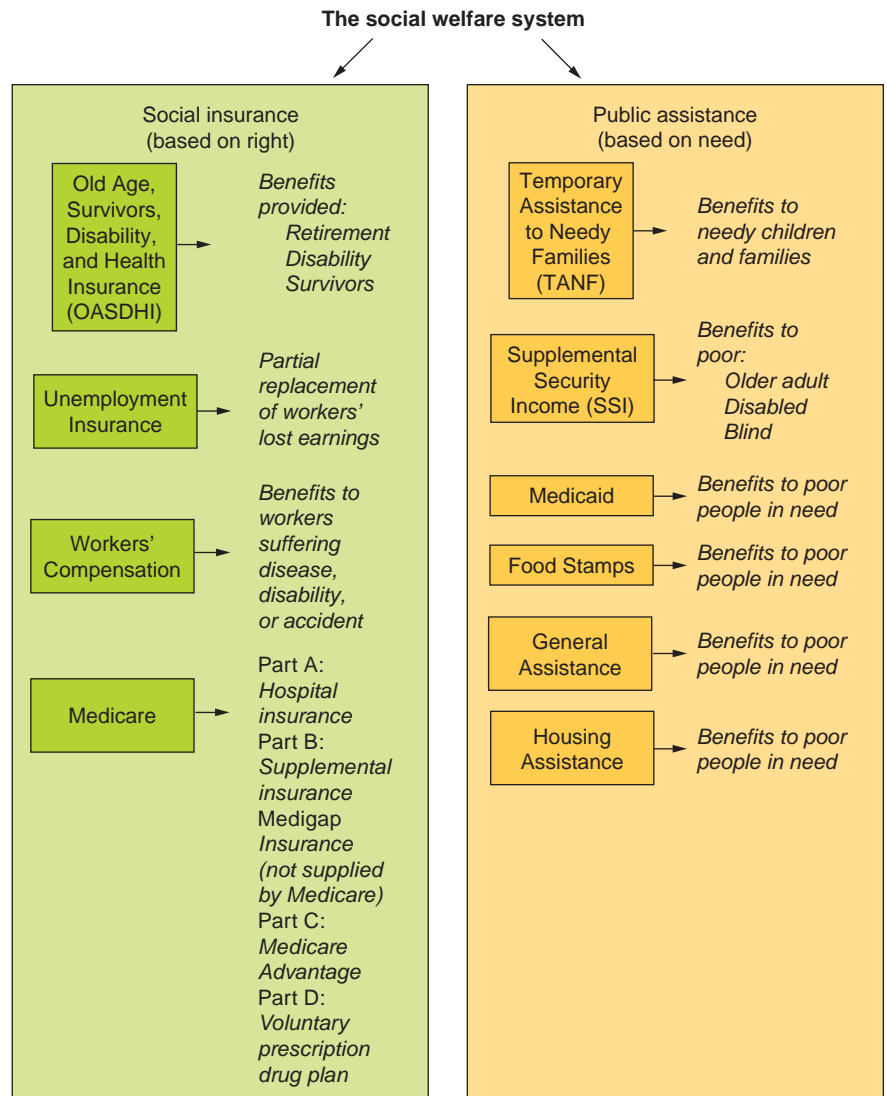 The social welfare system
Social insurance
(based on right)
Old Age,
Survivors,
Disability,
and Health
Insurance
(OASDHI)
Benefits
provided:
Retirement
Disability
Survivors
Unemployment
Insurance
Partial
replacement
of workers'
lost earnings
Workers'
Compensation
Benefits to
workers
suffering
disease,
disability,
or accident
Medicare
Part A:
Hospital
insurance
Part B:
Supplemental
insurance
Medigap
Insurance
(not supplied
by Medicare)
Part C:
Medicare
Advantage
Part D:
Voluntary
prescription
drug plan
Public assistance
(based on need)
Temporary
Assistance
to Needy
Families
(TANF)
Benefits to
needy children
and families
Supplemental
Security
Income (SSI)
Benefits to
poor:
Older adult
Disabled
Blind
Medicaid
Benefits to poor
people in need
Food Stamps
Benefits to poor
people in need
General
Assistance
Benefits to poor
people in need
Housing
Assistance
Benefits to poor
people in need